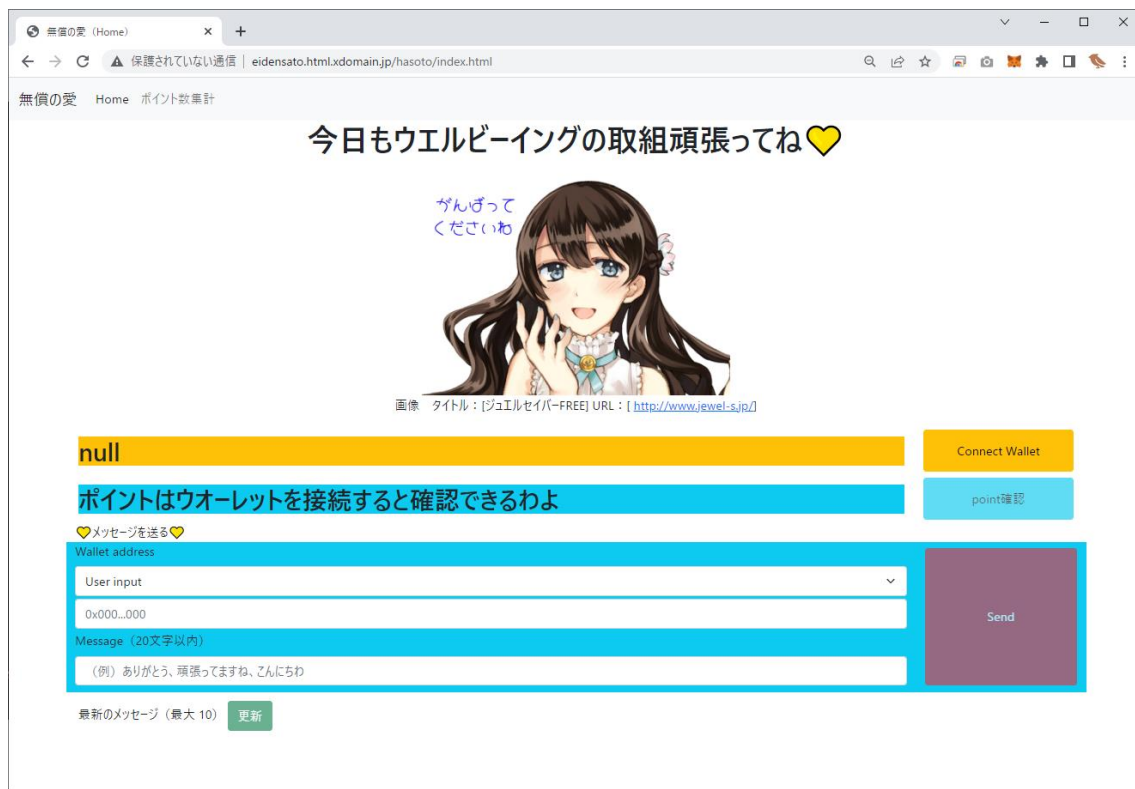 無償の愛 (Home)
保護されていない通信 | eidensato.html.xdomain.jp/hasoto/index.html
無償の愛 Home ポイント数集計
今日もウエルビーイングの取組頑張ってね💛
がんばって
くださいね
画像 タイトル：[ジュエルセイバーFREE] URL：[ http://www.jewel-s.jp/]
null
Connect Wallet
ポイントはウオーレットを接続すると確認できるわよ
point確認
💛メッセージを送る💛
Wallet address
User input
0x000...000
Send
Message（20文字以内）
（例）ありがとう、頑張ってますね、こんにちわ
最新のメッセージ（最大 10） 更新